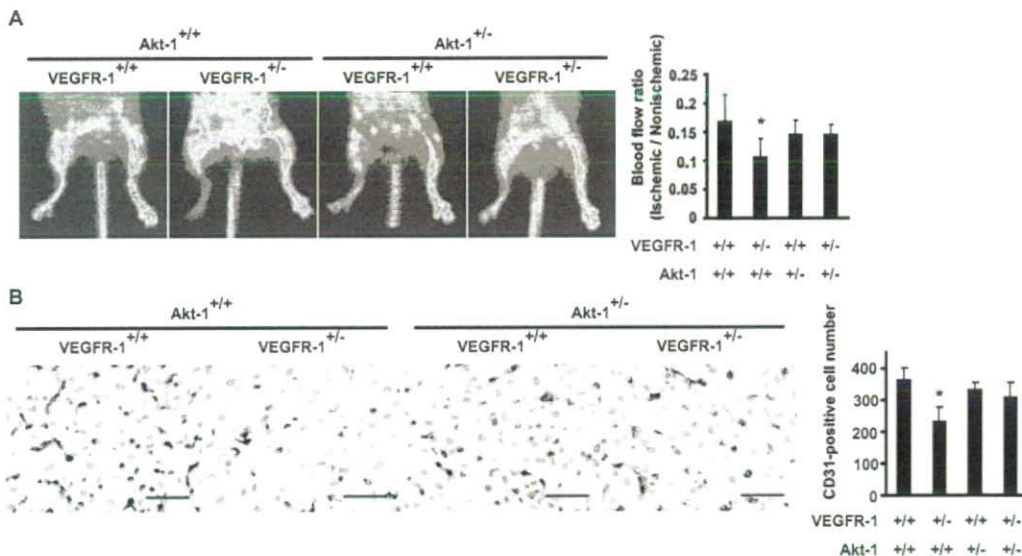 A
Akt-1+/+
Akt-1+/-
VEGFR-1+/+
VEGFR-1+/-
VEGFR-1+/+
VEGFR-1+/-
Blood flow ratio
(Ischemic / Nonischemic)
0.25
0.2
0.15
0.1
0.05
0
*
VEGFR-1 +/+ +/- +/+ +/-
Akt-1 +/+ +/+ +/- +/-
B
Akt-1+/+
Akt-1+/-
VEGFR-1+/+
VEGFR-1+/-
VEGFR-1+/+
VEGFR-1+/-
CD31-positive cell number
400
300
200
100
0
*
VEGFR-1 +/+ +/- +/+ +/-
Akt-1 +/+ +/+ +/- +/-